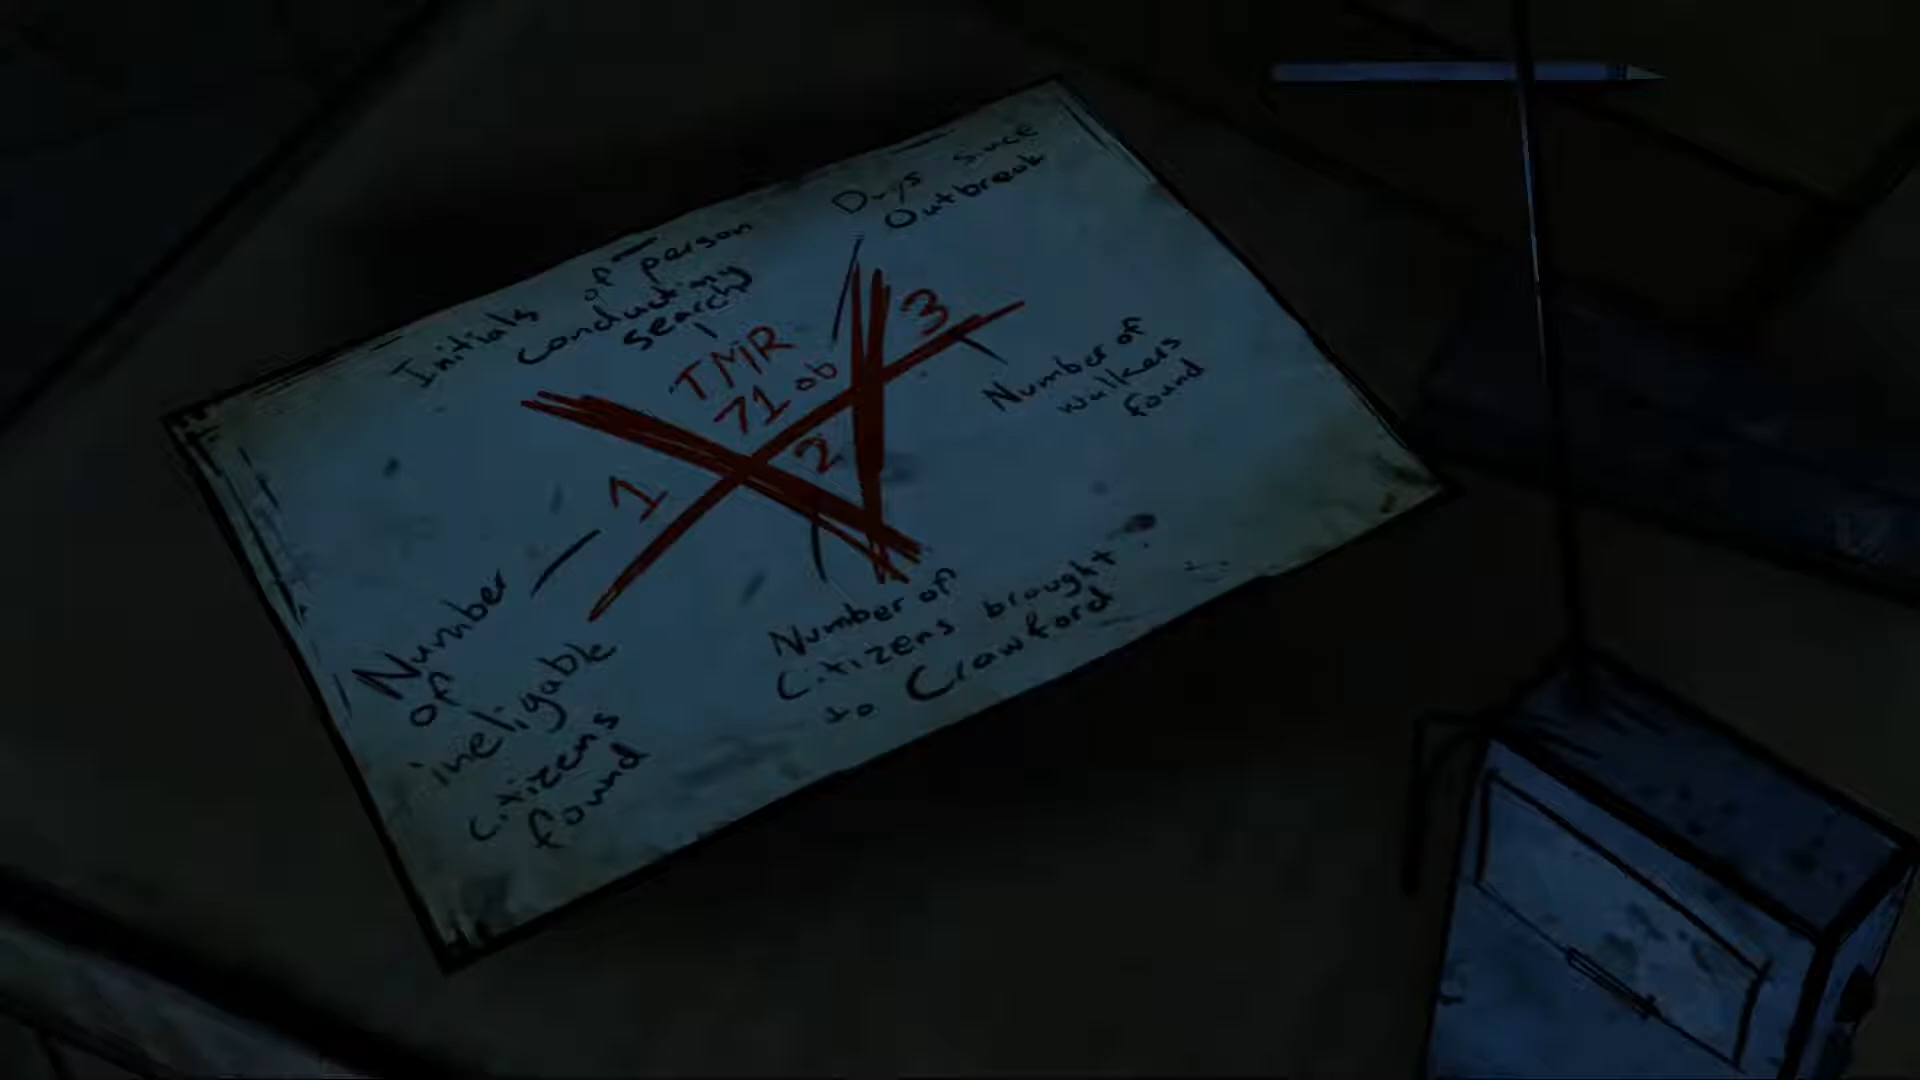 Days since
Outbreak
Initials of person
conducting
search
TMR
71 ob
3
Number of
walkers
found
2
1
Number
of
ineligable
citizens
found
Number of
Citizens brought
to Crawford